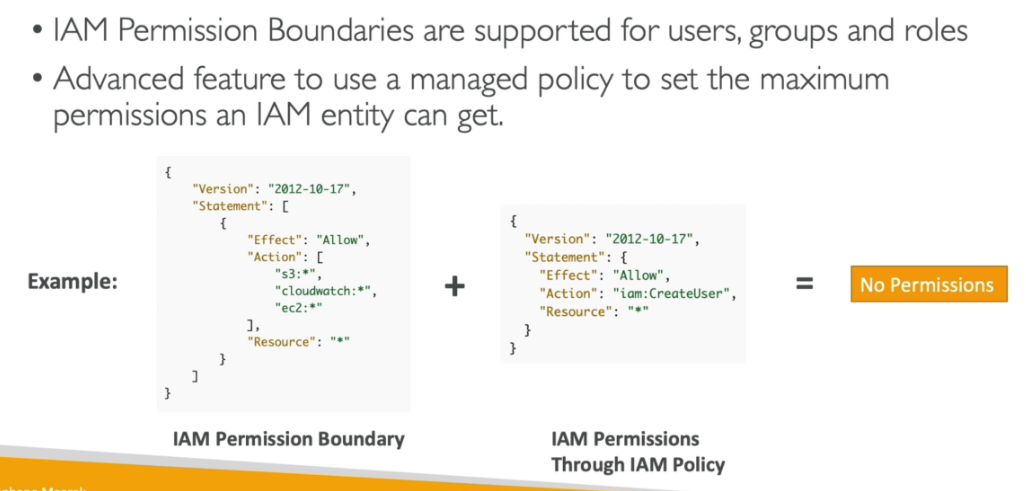 • IAM Permission Boundaries are supported for users, groups and roles
• Advanced feature to use a managed policy to set the maximum
permissions an IAM entity can get.
Example:
{
"Version": "2012-10-17",
"Statement": [
{
"Effect": "Allow",
"Action": [
"s3:*",
"cloudwatch:*",
"ec2:*"
],
"Resource": "*"
}
]
}
IAM Permission Boundary
+
{
"Version": "2012-10-17",
"Statement": {
"Effect": "Allow",
"Action": "iam:CreateUser",
"Resource": "*"
}
}
IAM Permissions
Through IAM Policy
=
No Permissions